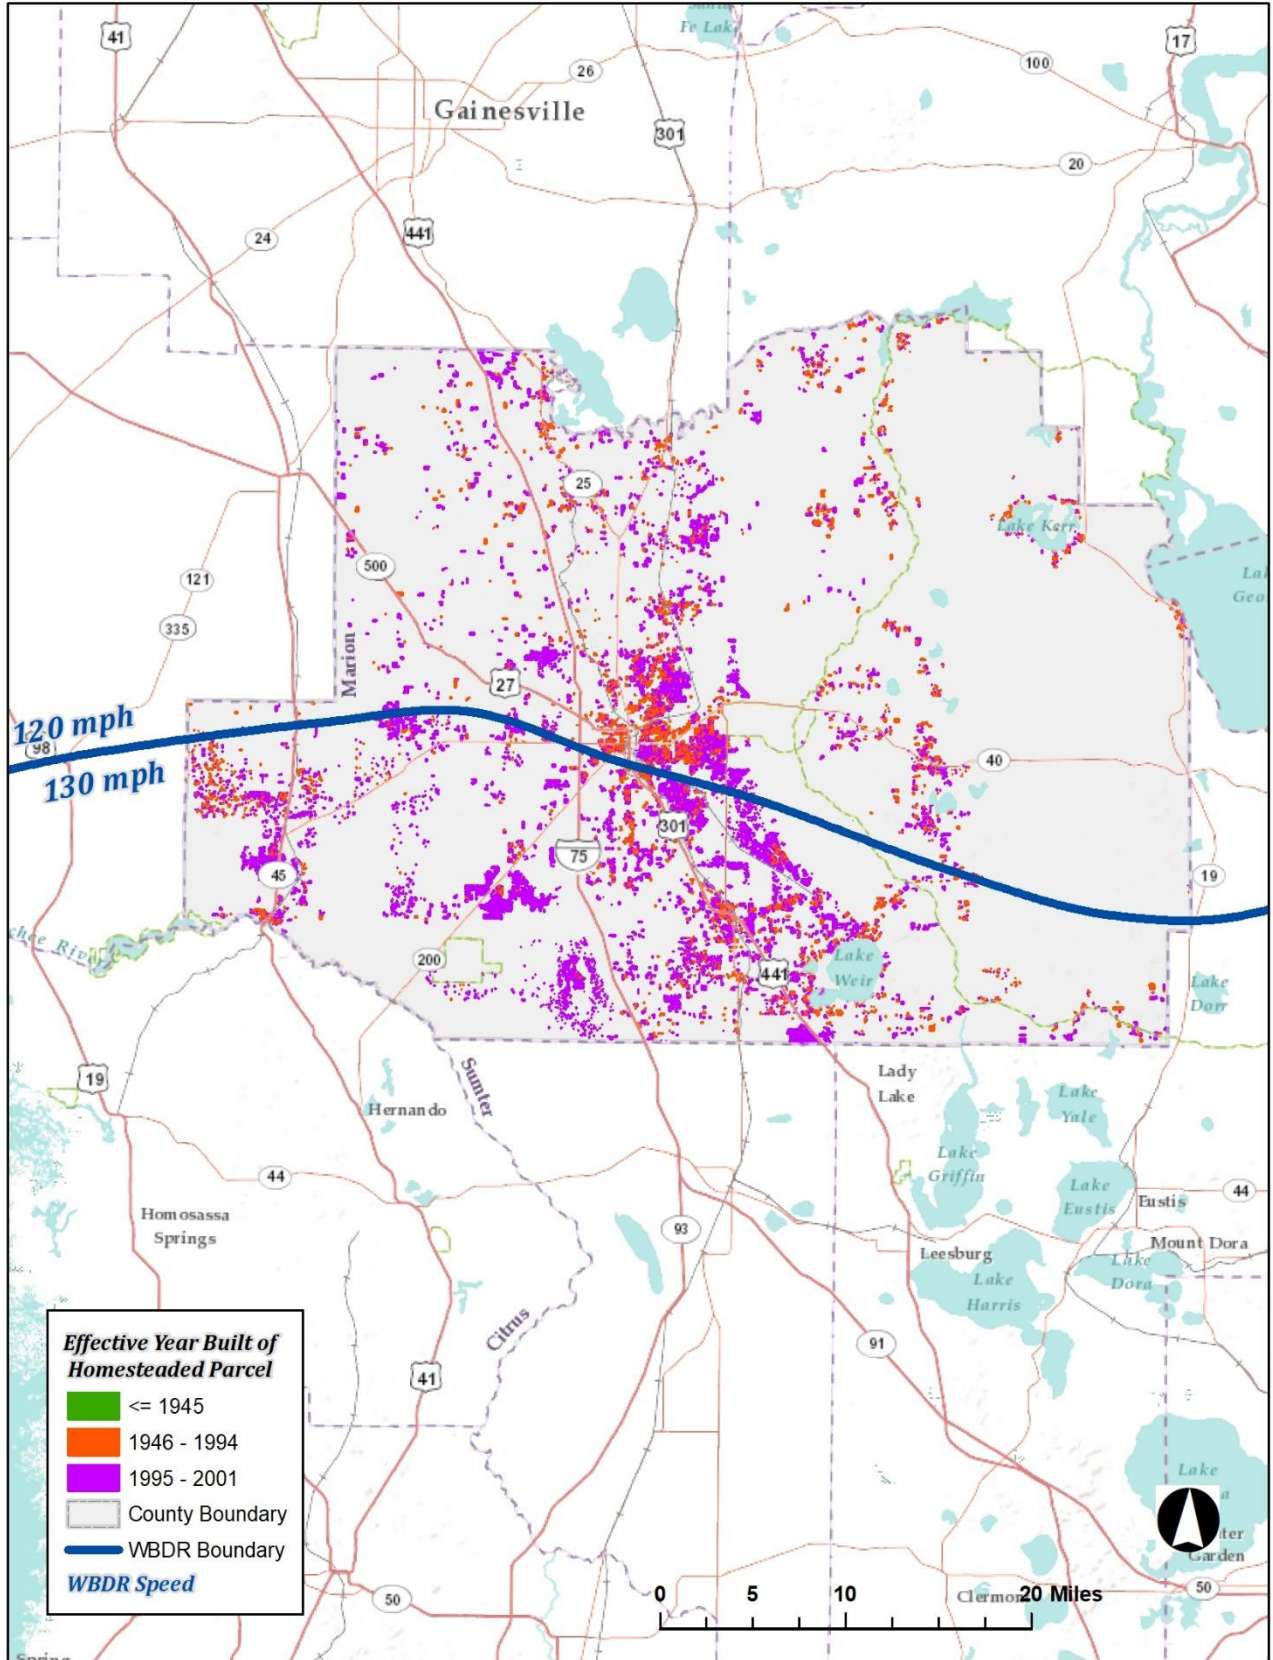 41
17
Fe Lake
26
100
Gainesville
301
20
24
441
25
Lake Kerr
500
121
335
Marion
27
120 mph
98
130 mph
40
301
75
45
19
200
Lake
Weir
441
Lake
Dorr
19
Lady
Lake
Sumter
Lake
Yale
Hernando
Lake
Griffin
44
Lake
Eustis
Eustis
44
Homosassa
Springs
93
Mount Dora
Leesburg
Lake
Dora
Lake
Harris
Citrus
91
Effective Year Built of
Homesteaded Parcel
<= 1945
1946 - 1994
1995 - 2001
County Boundary
WBDR Boundary
WBDR Speed
41
Lake
Garden
0 5 10 20 Miles
50
50